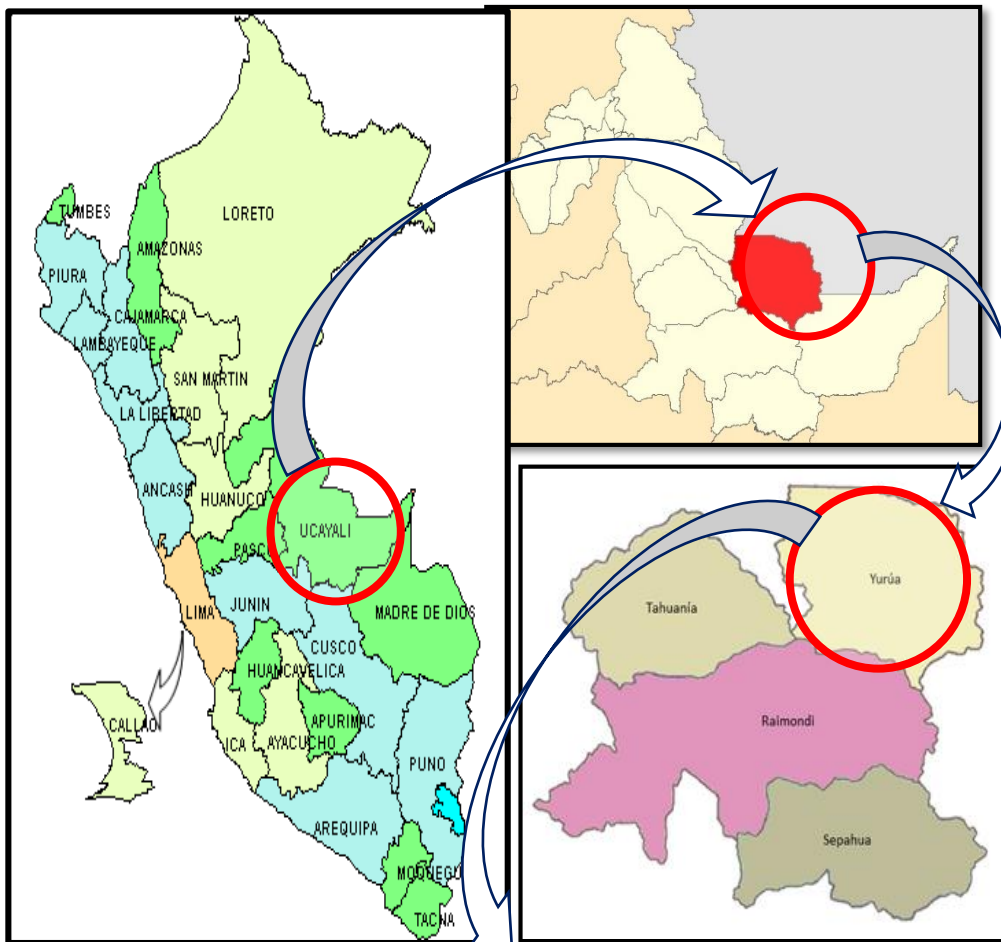 LORETO
TUMBES
AMAZONAS
PIURA
CAJAMARCA
LAMBAYEQUE
SAN MARTIN
LA LIBERTAD
ANCASH
HUANUCO
UCAYALI
PASCO
JUNIN
MADRE DE DIOS
LIMA
CUSCO
HUANCAVELICA
CALLAO
APURIMAC
ICA
AYACUCHO
PUNO
AREQUIPA
MOQUEGU
TACNA
Yurúa
Tahuanía
Raimondi
Sepahua